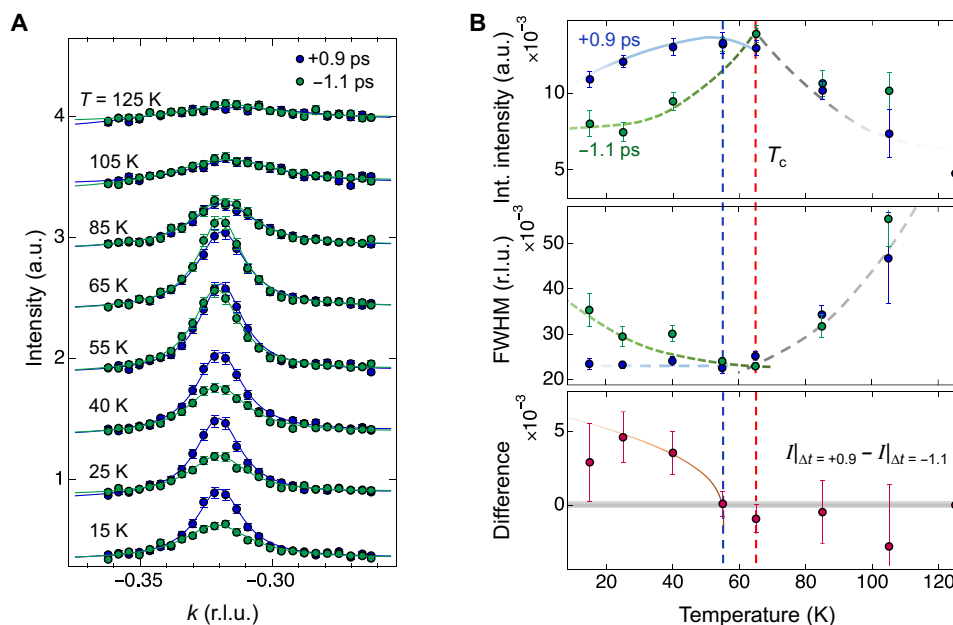 A
+0.9 ps
−1.1 ps
T = 125 K
105 K
85 K
65 K
55 K
40 K
25 K
15 K
4
3
2
1
Intensity (a.u.)
−0.35
−0.30
k (r.l.u.)
B
×10⁻³
+0.9 ps
−1.1 ps
Tc
10
5
Int. intensity (a.u.)
×10⁻³
50
40
30
20
FWHM (r.l.u.)
×10⁻³
5
0
Difference
I|Δt = +0.9 − I|Δt = −1.1
20
40
60
80
100
120
Temperature (K)